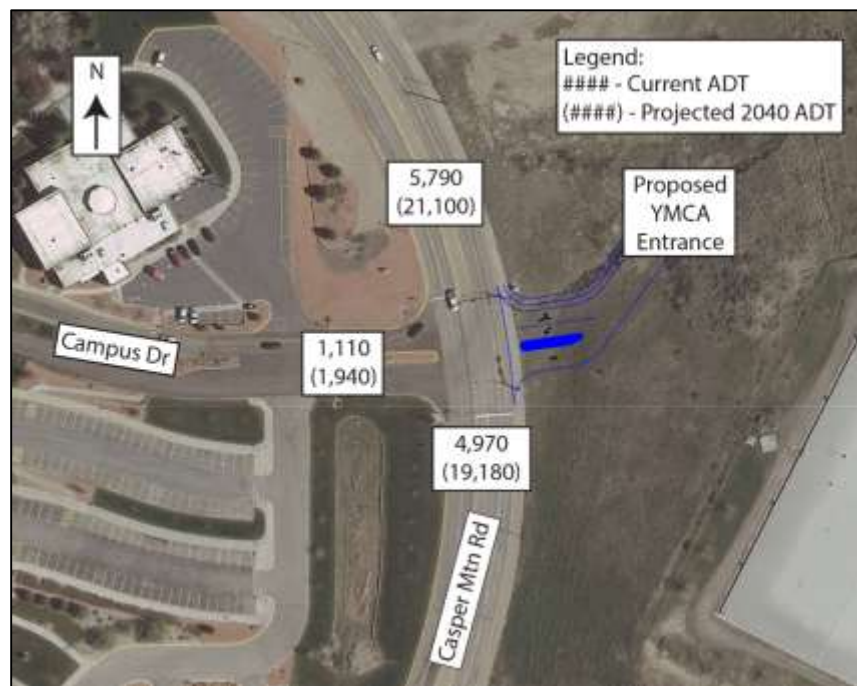 N
Legend:
#### - Current ADT
(####) - Projected 2040 ADT
5,790
(21,100)
Proposed
YMCA
Entrance
Campus Dr
1,110
(1,940)
4,970
(19,180)
Casper Mtn Rd